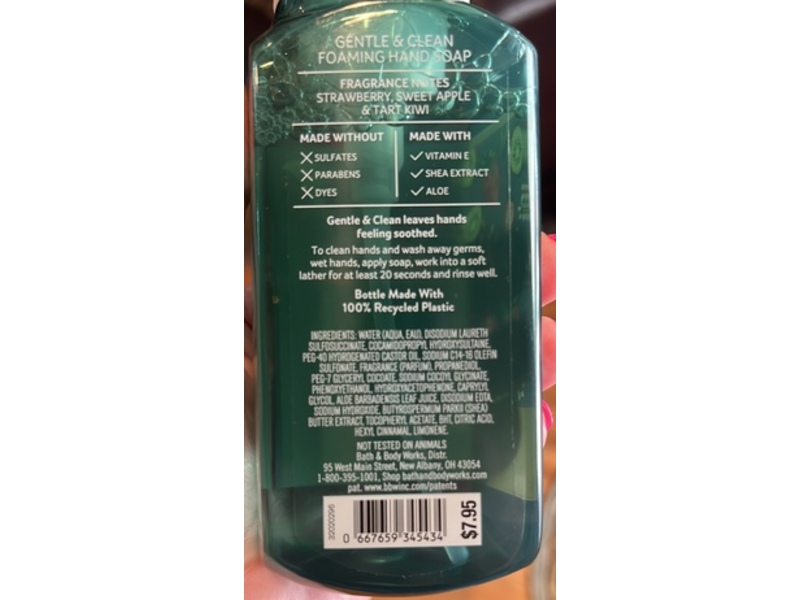 GENTLE & CLEAN
FOAMING HAND SOAP
FRAGRANCE NOTES
STRAWBERRY, SWEET APPLE
& TART KIWI
MADE WITHOUT
SULFATES
PARABENS
DYES
MADE WITH
VITAMIN E
SHEA EXTRACT
ALOE
Gentle & Clean leaves hands
feeling soothed.
To clean hands and wash away germs,
wet hands, apply soap, work into a soft
lather for at least 20 seconds and rinse well.
Bottle Made With
100% Recycled Plastic
INGREDIENTS: WATER (AQUA, EAU), DISODIUM LAURETH
SULFOSUCCINATE, COCAMIDOPROPYL HYDROXYSULTAINE,
PEG-40 HYDROGENATED CASTOR OIL, SODIUM C14-16 OLEFIN
SULFONATE, FRAGRANCE (PARFUM), PROPANEDIOL,
PEG-7 GLYCERYL COCOATE, SODIUM COCOYL GLYCINATE,
PHENOXYETHANOL, HYDROXYACETOPHENONE, CAPRYLYL
GLYCOL, ALOE BARBADENSIS LEAF JUICE, DISODIUM EDTA,
SODIUM HYDROXIDE, BUTYROSPERMUM PARKII (SHEA)
BUTTER EXTRACT, TOCOPHERYL ACETATE, BHT, CITRIC ACID,
HEXYL CINNAMAL, LIMONENE.
NOT TESTED ON ANIMALS
Bath & Body Works, Distr.
95 West Main Street, New Albany, OH 43054
1-800-395-1001, Shop bathandbodyworks.com
pat. www.bbwinc.com/patents
32020295
0 667659 345434
$7.95